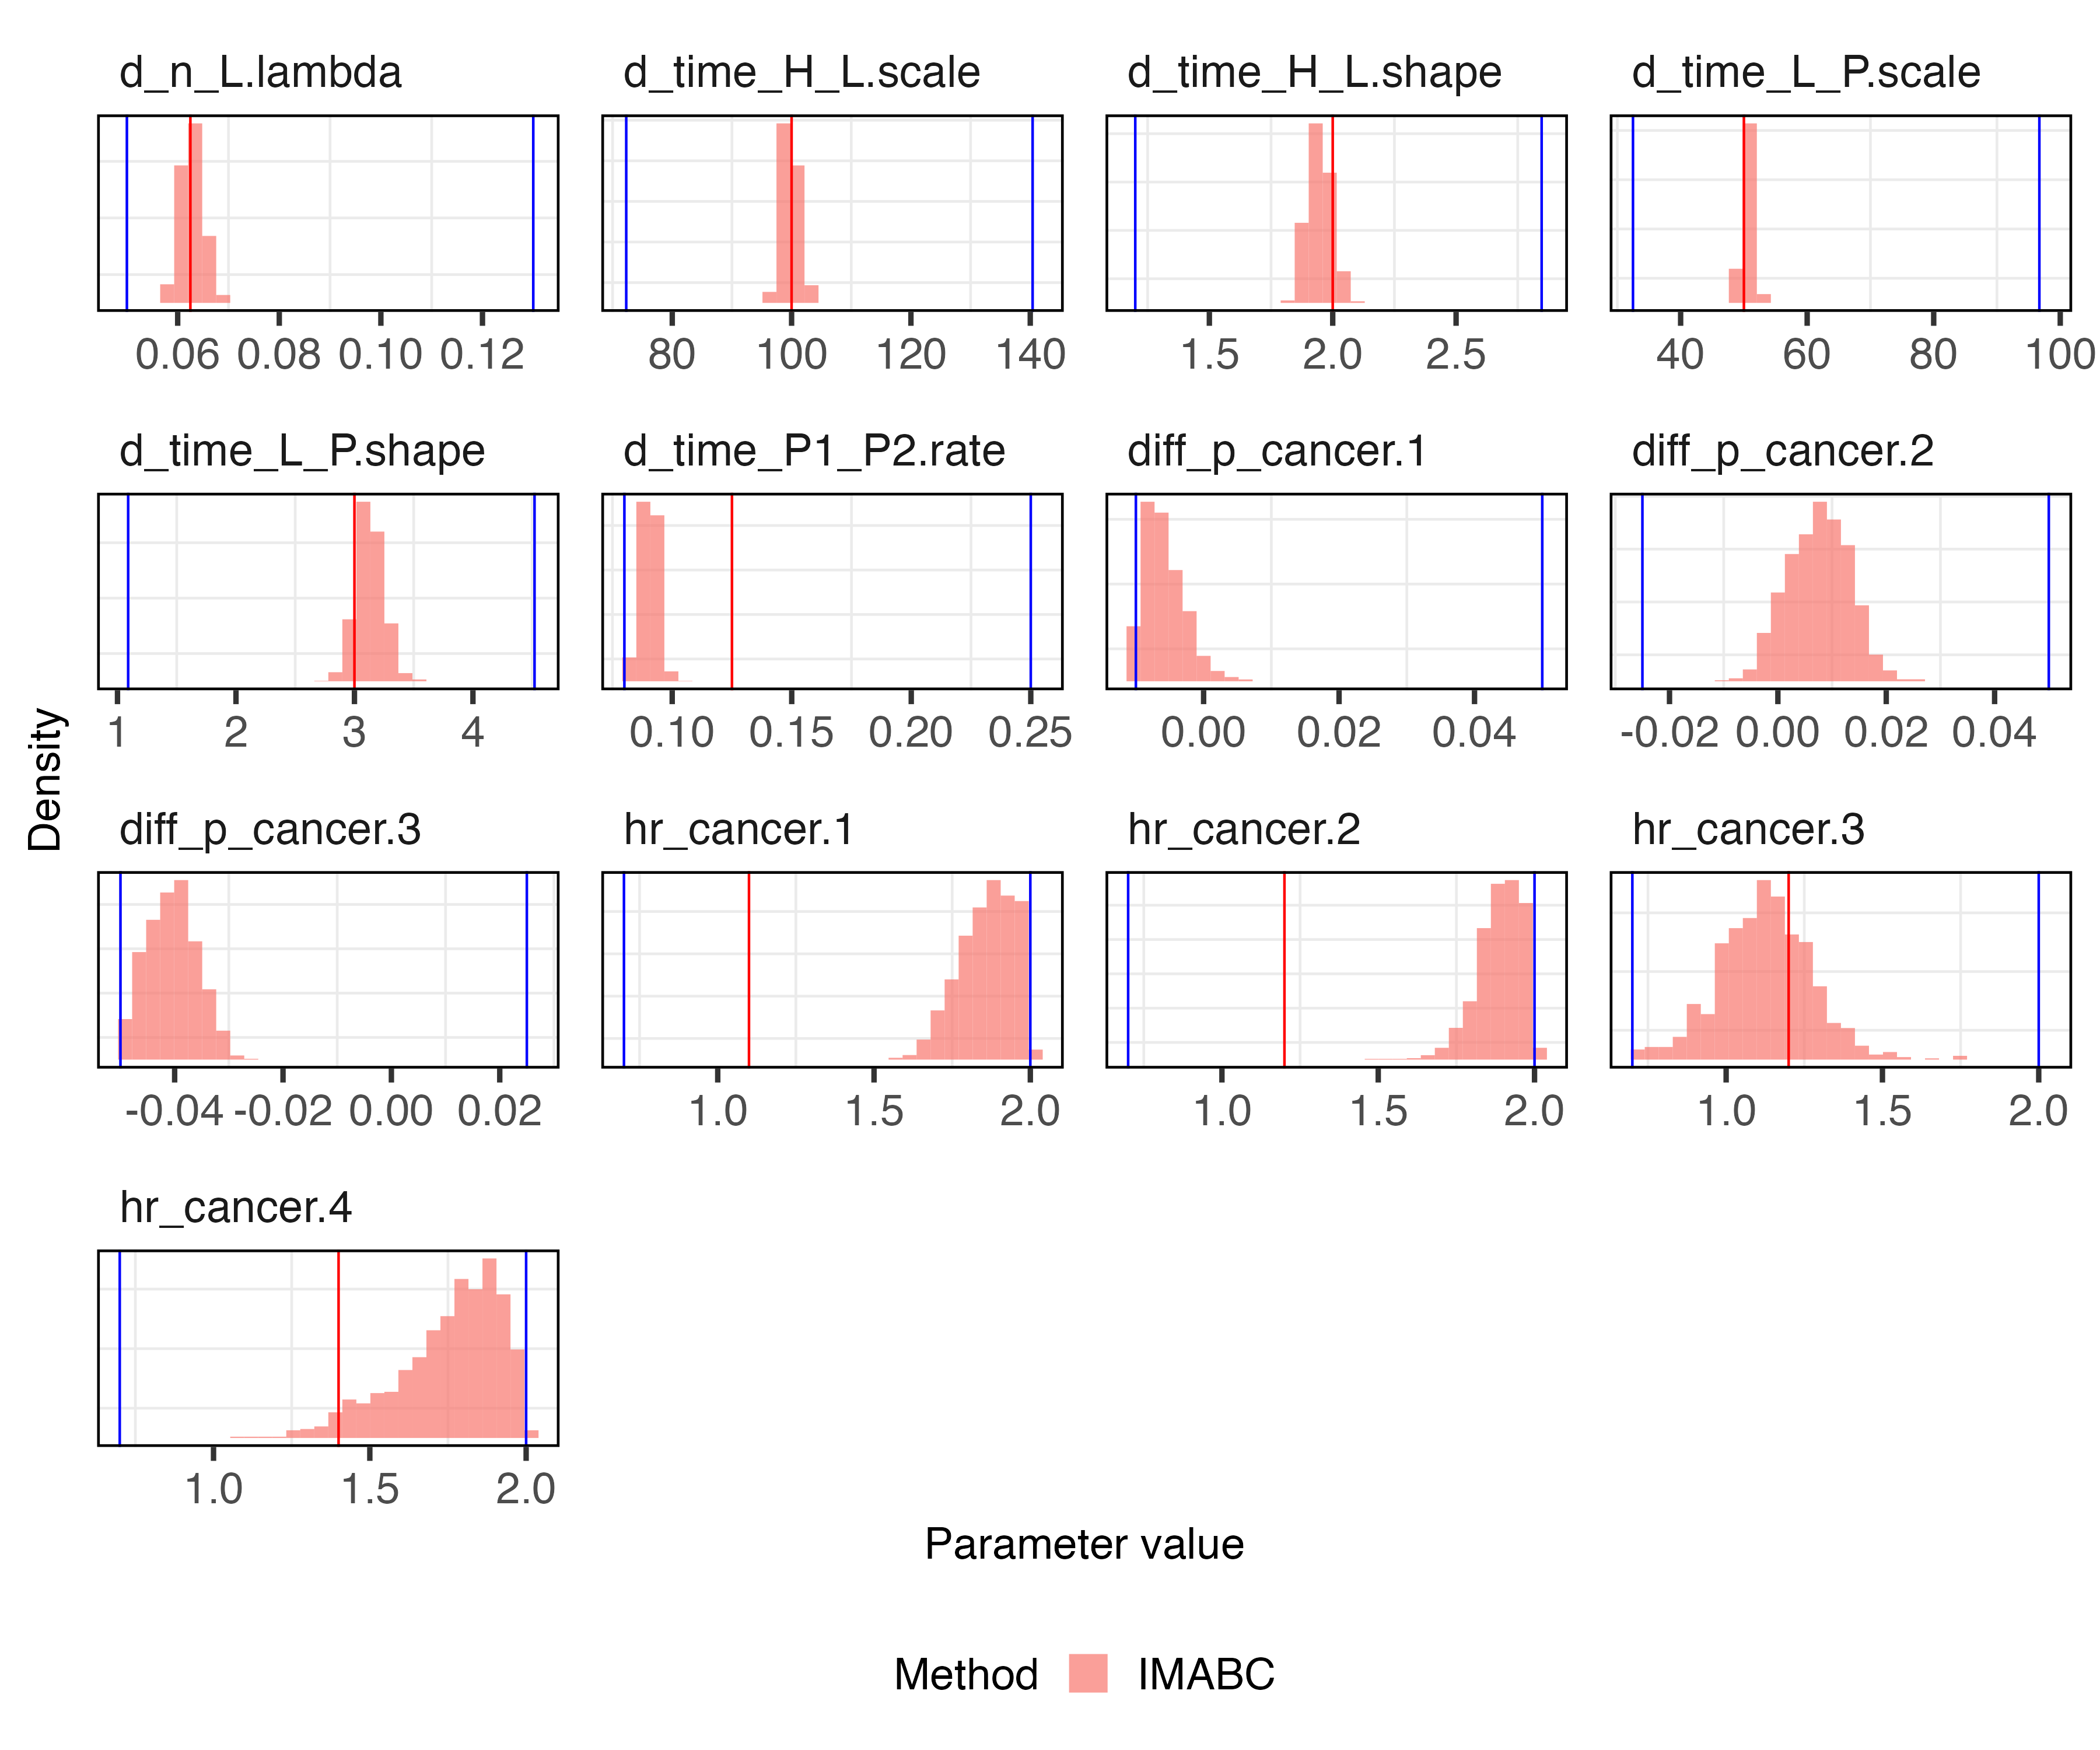 d_n_L.lambda d_time_H_L.scale d_time_H_L.shape d_time_L_P.scale
0.06 0.08 0.10 0.12 80 100 120 140 1.5 2.0 2.5 40 60 80 100
d_time_L_P.shape d_time_P1_P2.rate diff_p_cancer.1 diff_p_cancer.2
1 2 3 4 0.10 0.15 0.20 0.25 0.00 0.02 0.04 -0.02 0.00 0.02 0.04
Density
diff_p_cancer.3 hr_cancer.1 hr_cancer.2 hr_cancer.3
-0.04 -0.02 0.00 0.02 1.0 1.5 2.0 1.0 1.5 2.0 1.0 1.5 2.0
hr_cancer.4
1.0 1.5 2.0
Parameter value
Method IMABC